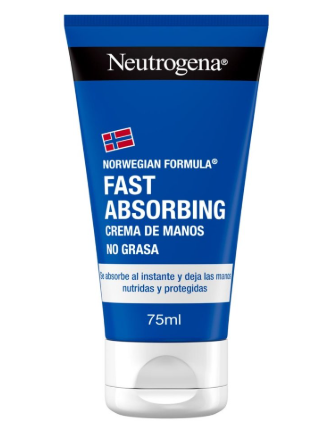 Neutrogena®
NORWEGIAN FORMULA®
FAST
ABSORBING
CREMA DE MANOS
NO GRASA
Se absorbe al instante y deja las manos
nutridas y protegidas
75ml